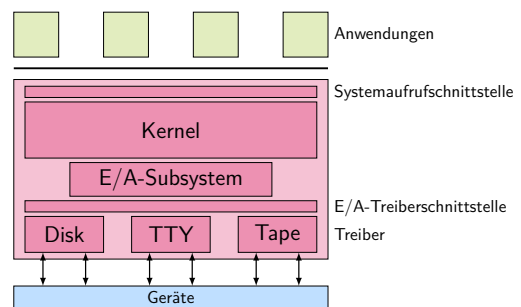 Anwendungen
Systemaufrufschnittstelle
Kernel
E/A-Subsystem
E/A-Treiberschnittstelle
Disk TTY Tape Treiber
Geräte